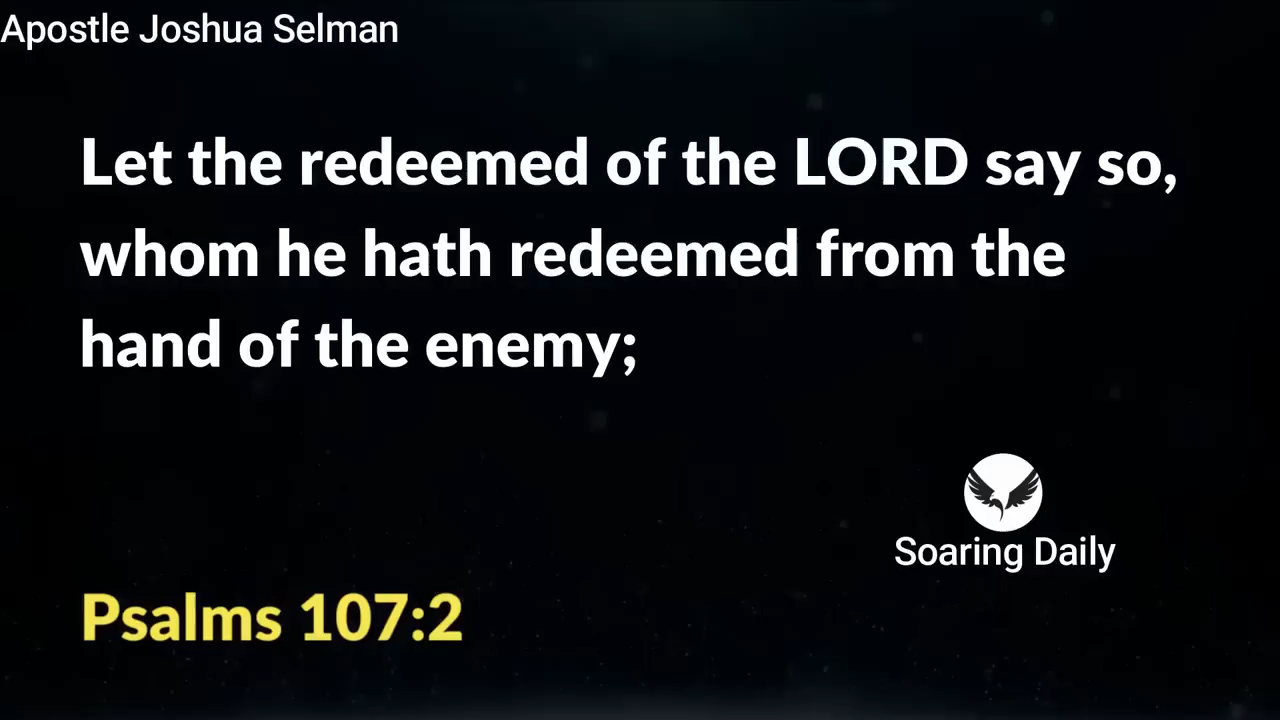 Apostle Joshua Selman
Let the redeemed of the LORD say so,
whom he hath redeemed from the
hand of the enemy;
Soaring Daily
Psalms 107:2